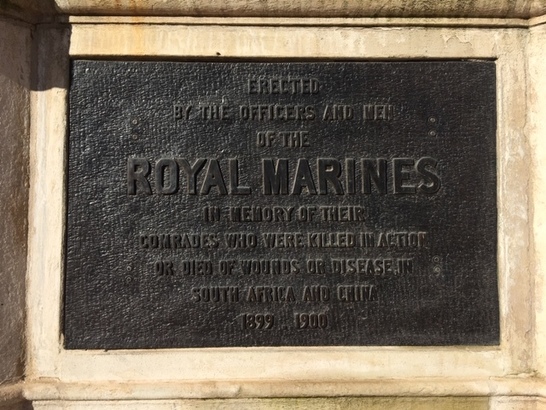 ERECTED
BY THE OFFICERS AND MEN
OF THE
ROYAL MARINES
IN MEMORY OF THEIR
COMRADES WHO WERE KILLED IN ACTION
OR DIED OF WOUNDS OR DISEASE, IN
SOUTH AFRICA AND CHINA
1899 - 1900